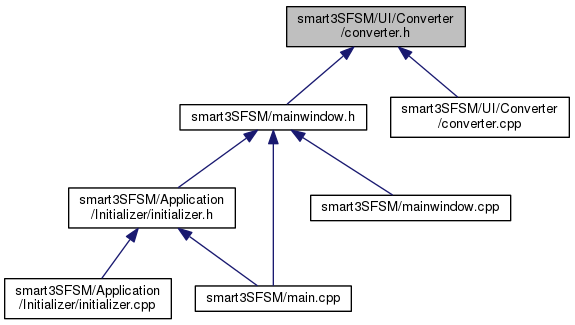 smart3SFSM/UI/Converter
/converter.h
smart3SFSM/mainwindow.h
smart3SFSM/UI/Converter
/converter.cpp
smart3SFSM/Application
/Initializer/initializer.h
smart3SFSM/mainwindow.cpp
smart3SFSM/Application
/Initializer/initializer.cpp
smart3SFSM/main.cpp